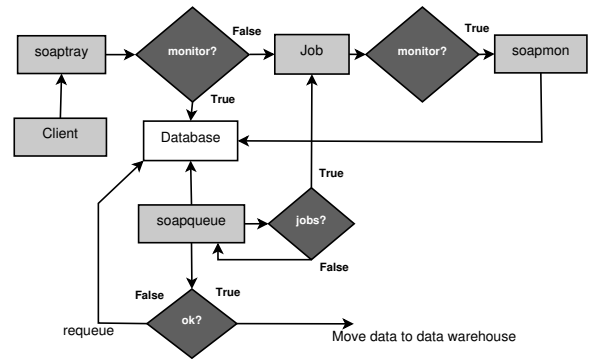 False
True
soaptray
monitor?
Job
monitor?
soapmon
True
Client
Database
True
soapqueue
jobs?
False
False
True
requeue
ok?
Move data to data warehouse